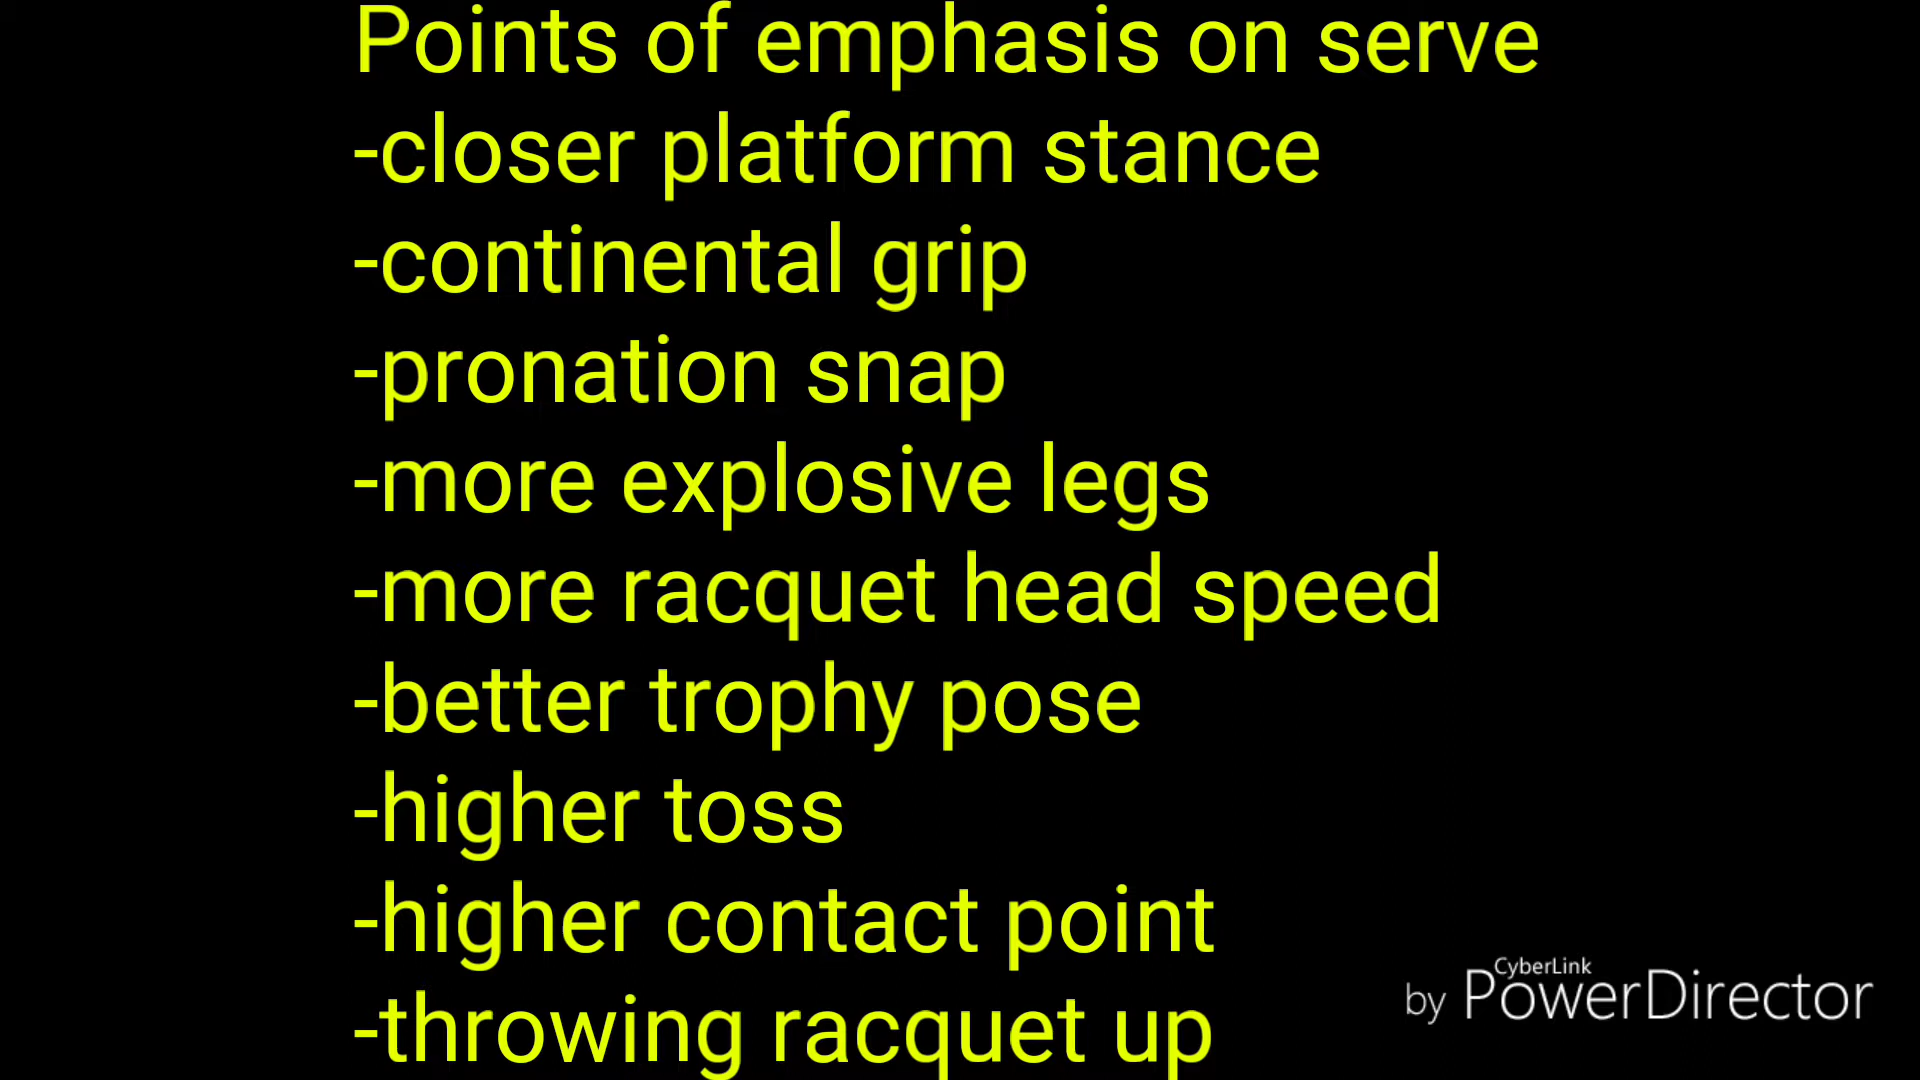 Points of emphasis on serve
-closer platform stance
-continental grip
-pronation snap
-more explosive legs
-more racquet head speed
-better trophy pose
-higher toss
-higher contact point
-throwing racquet up
by CyberLink PowerDirector